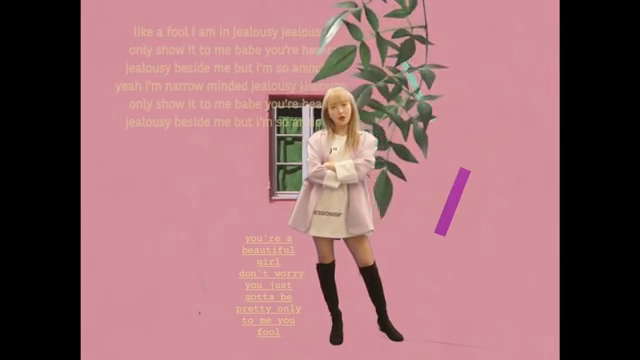 like a fool I am in jealousy jealous
only show it to me babe you're hea
jealousy beside me but i'm so
yeah i'm narrow minded jealousy
only show it to me babe you're hea
jealousy beside me but i'm so
you're a
beautiful
girl
don't worry
you just
gotta be
pretty only
to me you
fool